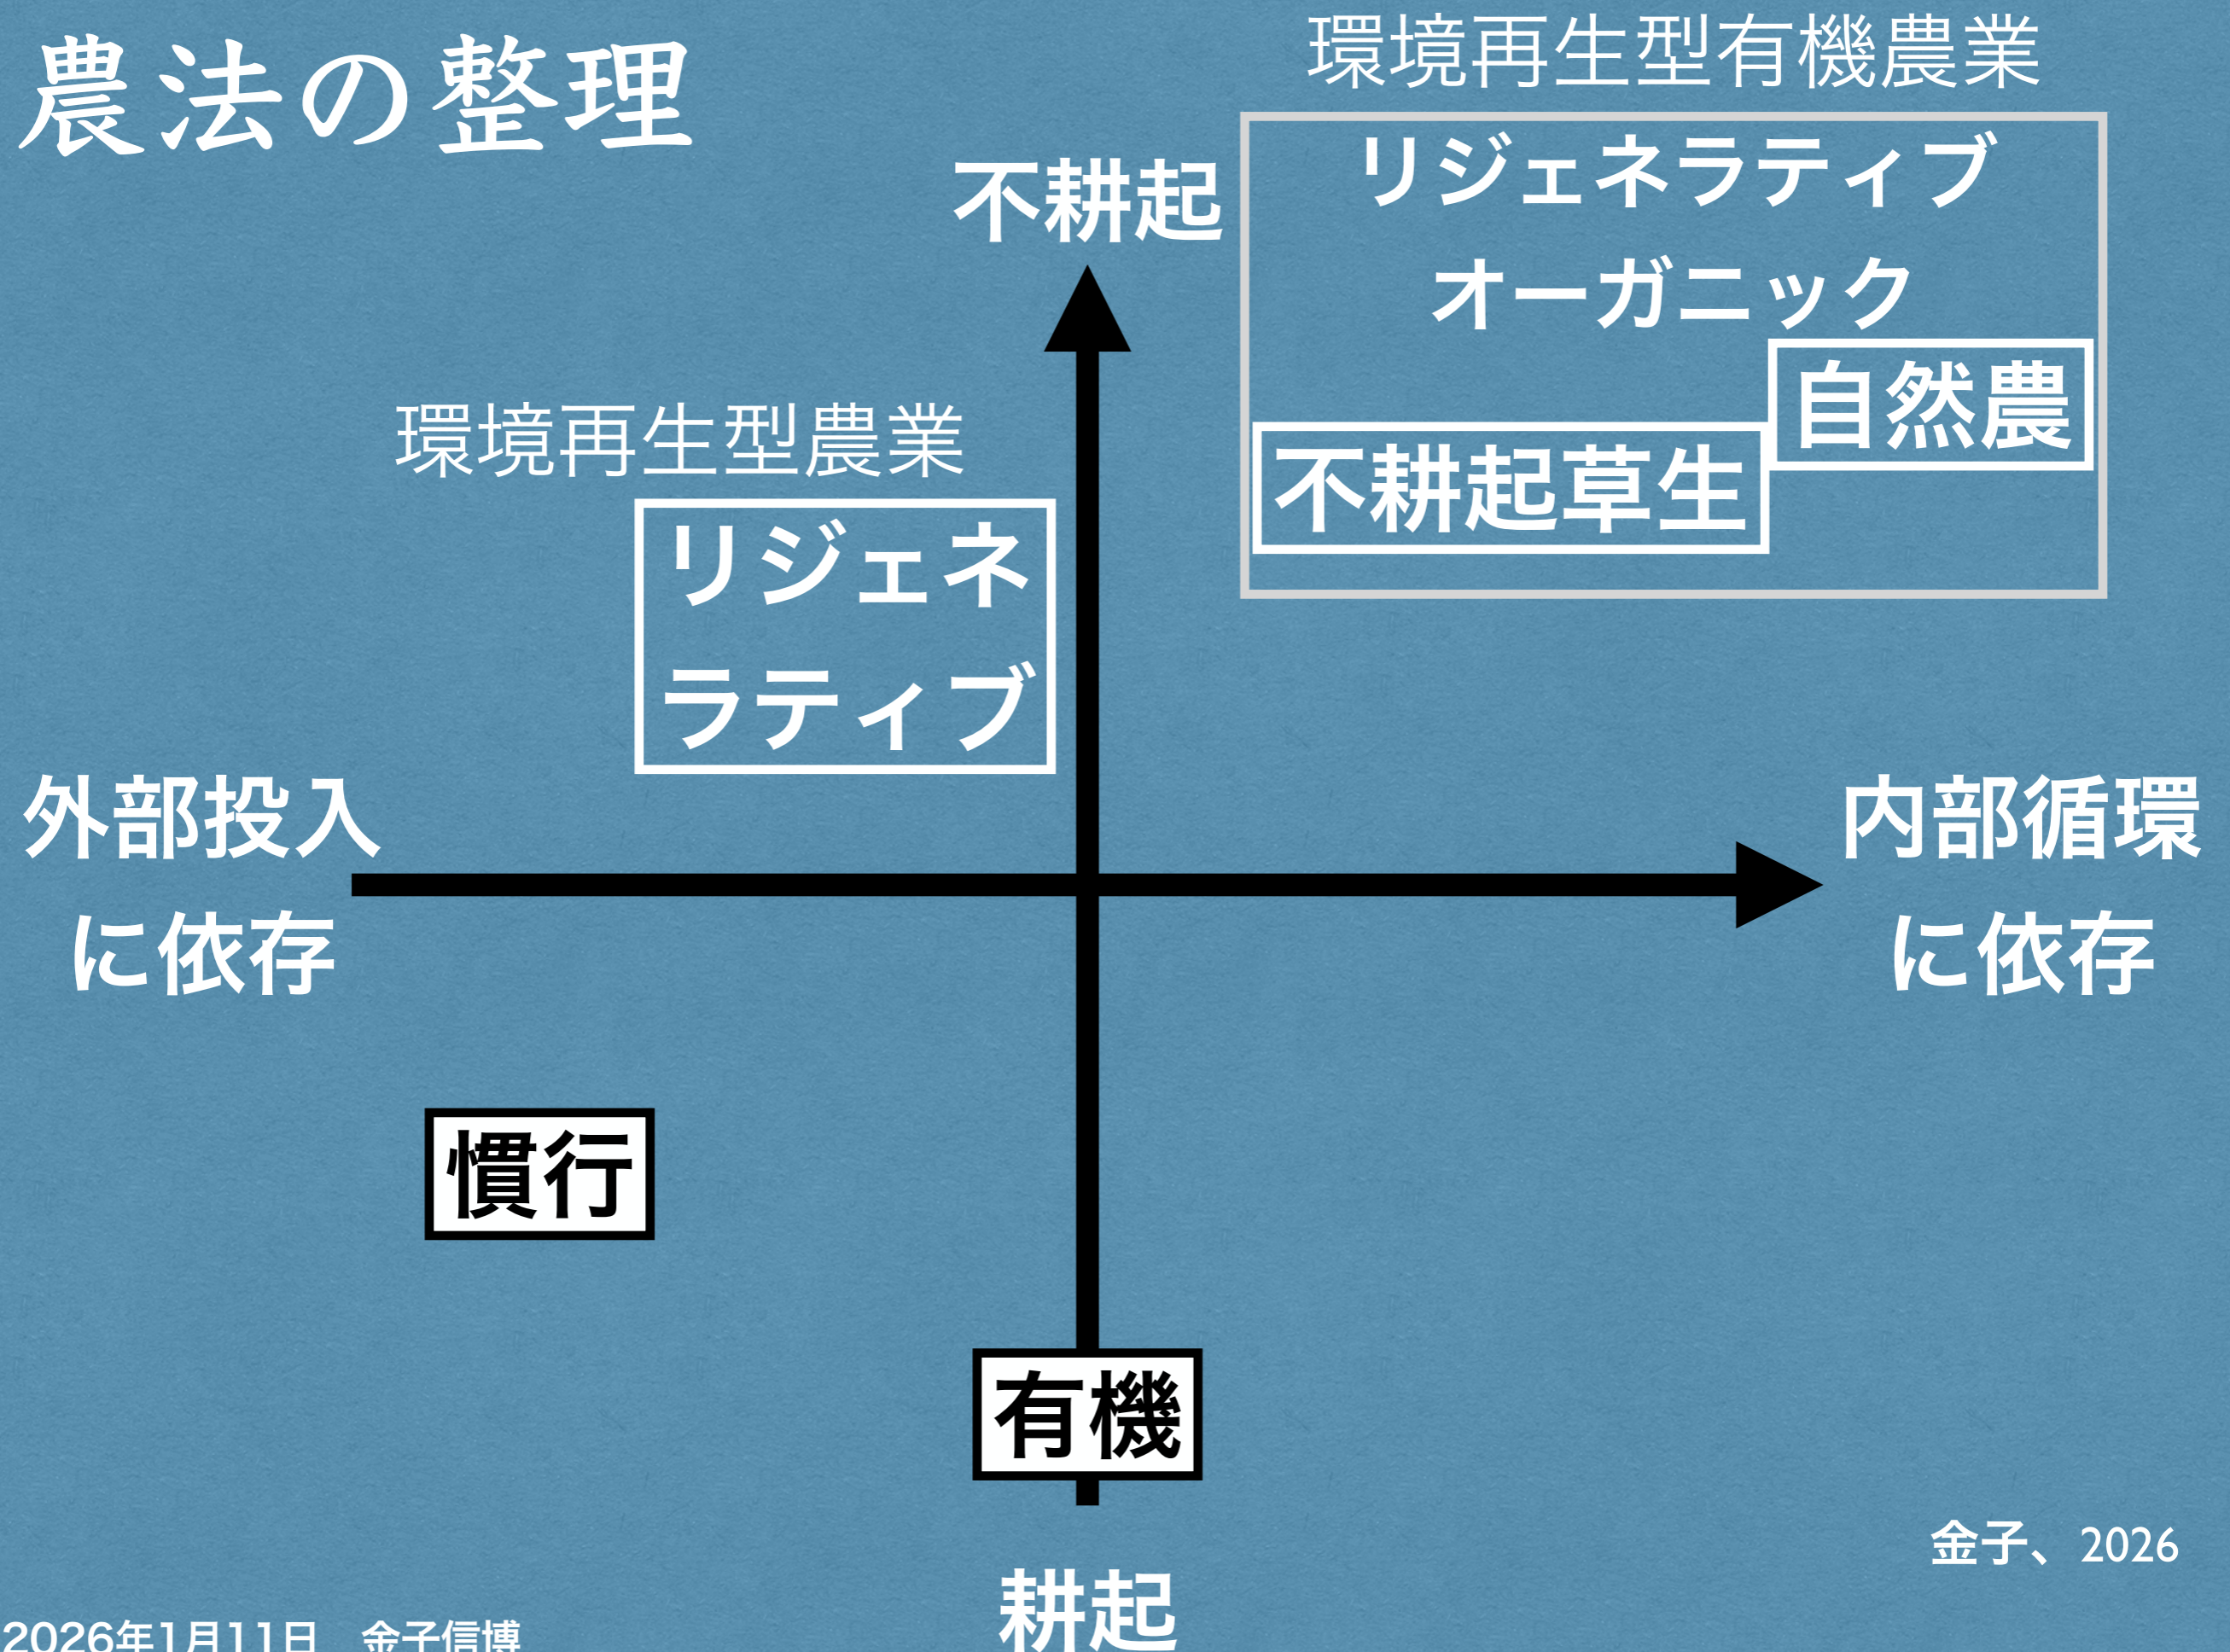 農法の整理
環境再生型有機農業
リジェネラティブ
オーガニック
自然農
不耕起草生
不耕起
環境再生型農業
リジェネ
ラティブ
外部投入
に依存
内部循環
に依存
慣行
有機
耕起
金子、2026
2026年1月11日　金子信博